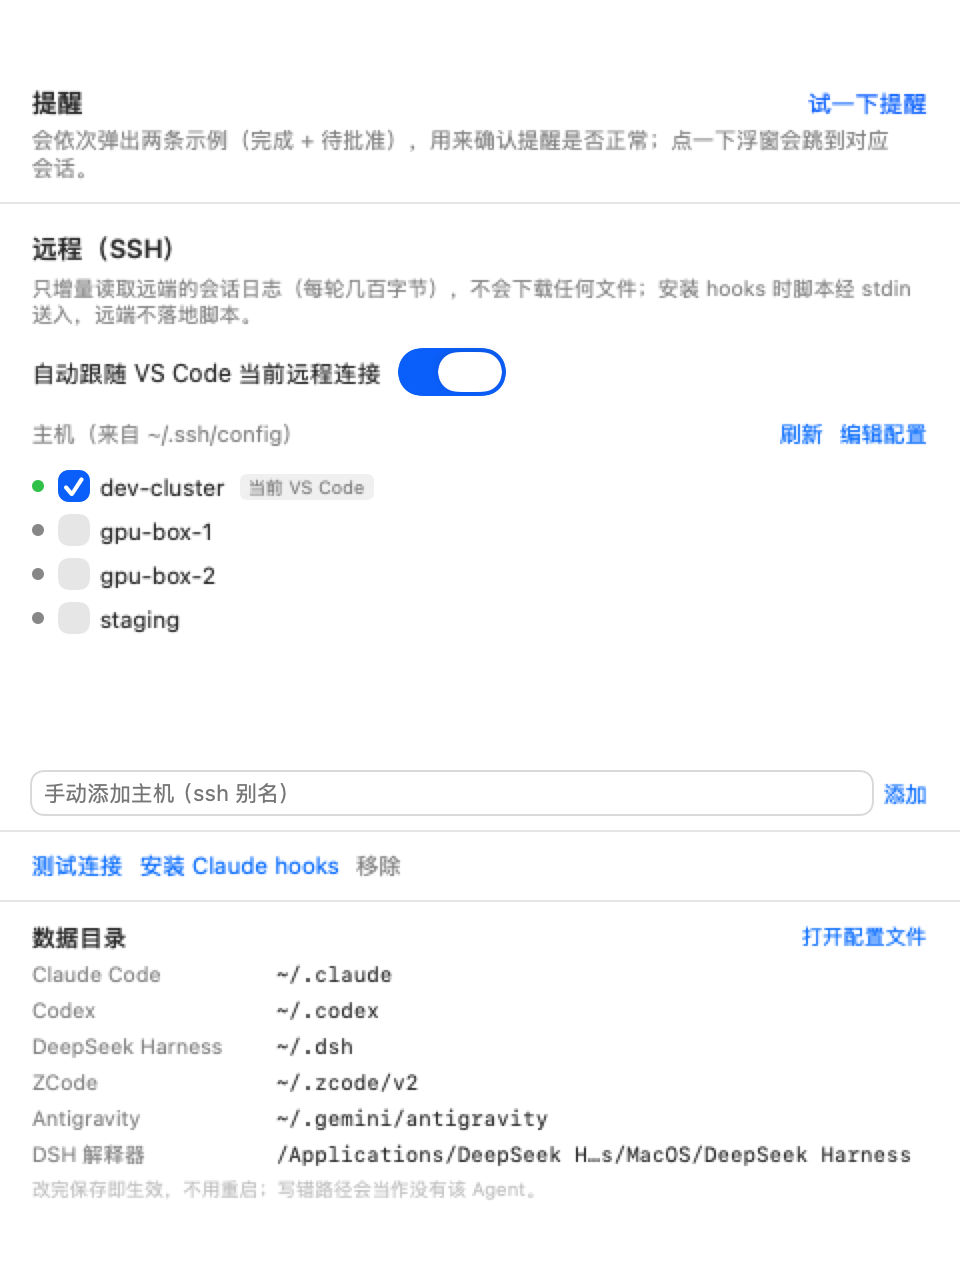 提醒
试一下提醒
会依次弹出两条示例（完成 + 待批准），用来确认提醒是否正常；点一下浮窗会跳到对应
会话。
远程（SSH）
只增量读取远端的会话日志（每轮几百字节），不会下载任何文件；安装 hooks 时脚本经 stdin
送入，远端不落地脚本。
自动跟随 VS Code 当前远程连接
主机（来自 ~/.ssh/config）
刷新 编辑配置
dev-cluster 当前 VS Code
gpu-box-1
gpu-box-2
staging
手动添加主机（ssh 别名） 添加
测试连接 安装 Claude hooks 移除
数据目录 打开配置文件
Claude Code ~/.claude
Codex ~/.codex
DeepSeek Harness ~/.dsh
ZCode ~/.zcode/v2
Antigravity ~/.gemini/antigravity
DSH 解释器 /Applications/DeepSeek H…s/MacOS/DeepSeek Harness
改完保存即生效，不用重启；写错路径会当作没有该 Agent。